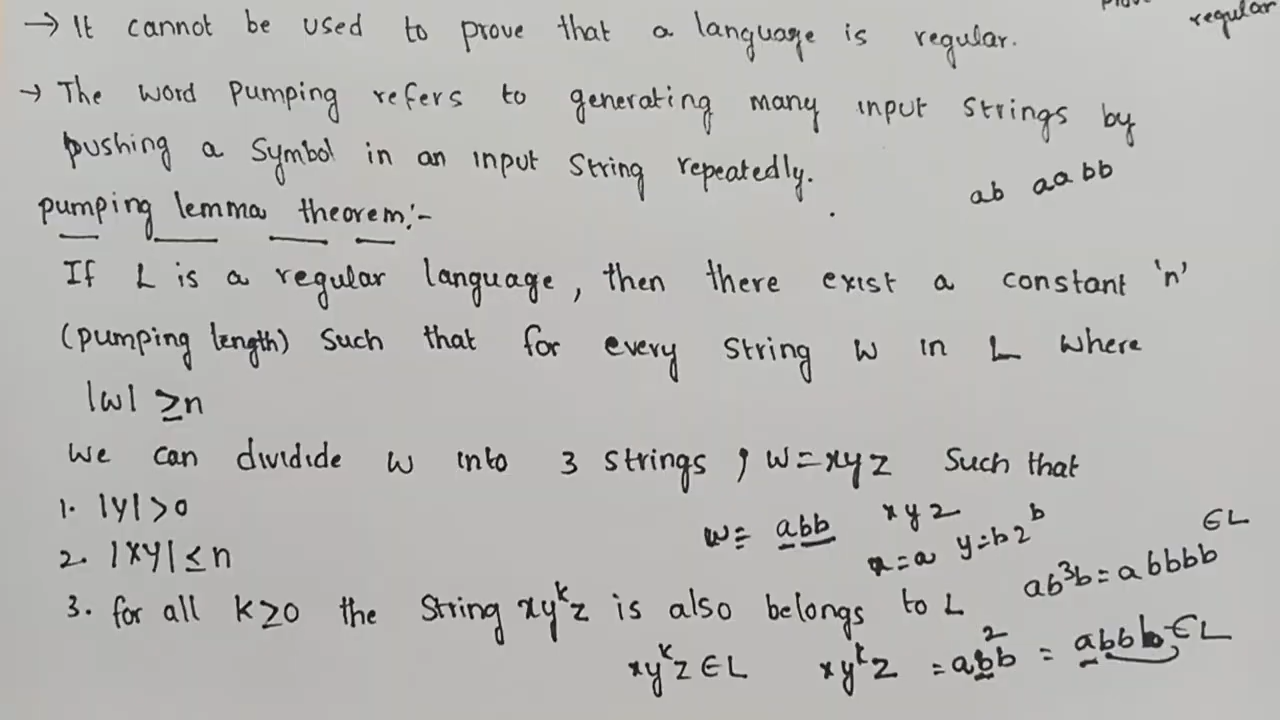 regular
→ It cannot be used to prove that a language is regular.
→ The word pumping refers to generating many input strings by
pushing a symbol in an input string repeatedly.
ab aabb
pumping lemma theorem:-
If L is a regular language, then there exist a constant 'n'
(pumping length) such that for every string w in L where
|w| ≥n
We can dividide w into 3 strings, w=xyz such that
1. |y|>0
2. |xy|≤n
w= abb xyz
x=a y=b z=b
ab³b=abbbb ∈L
3. for all k≥0 the string xyᵏz is also belongs to L
xyᵏz∈L xyᵏz =ab²b = abbb∈L